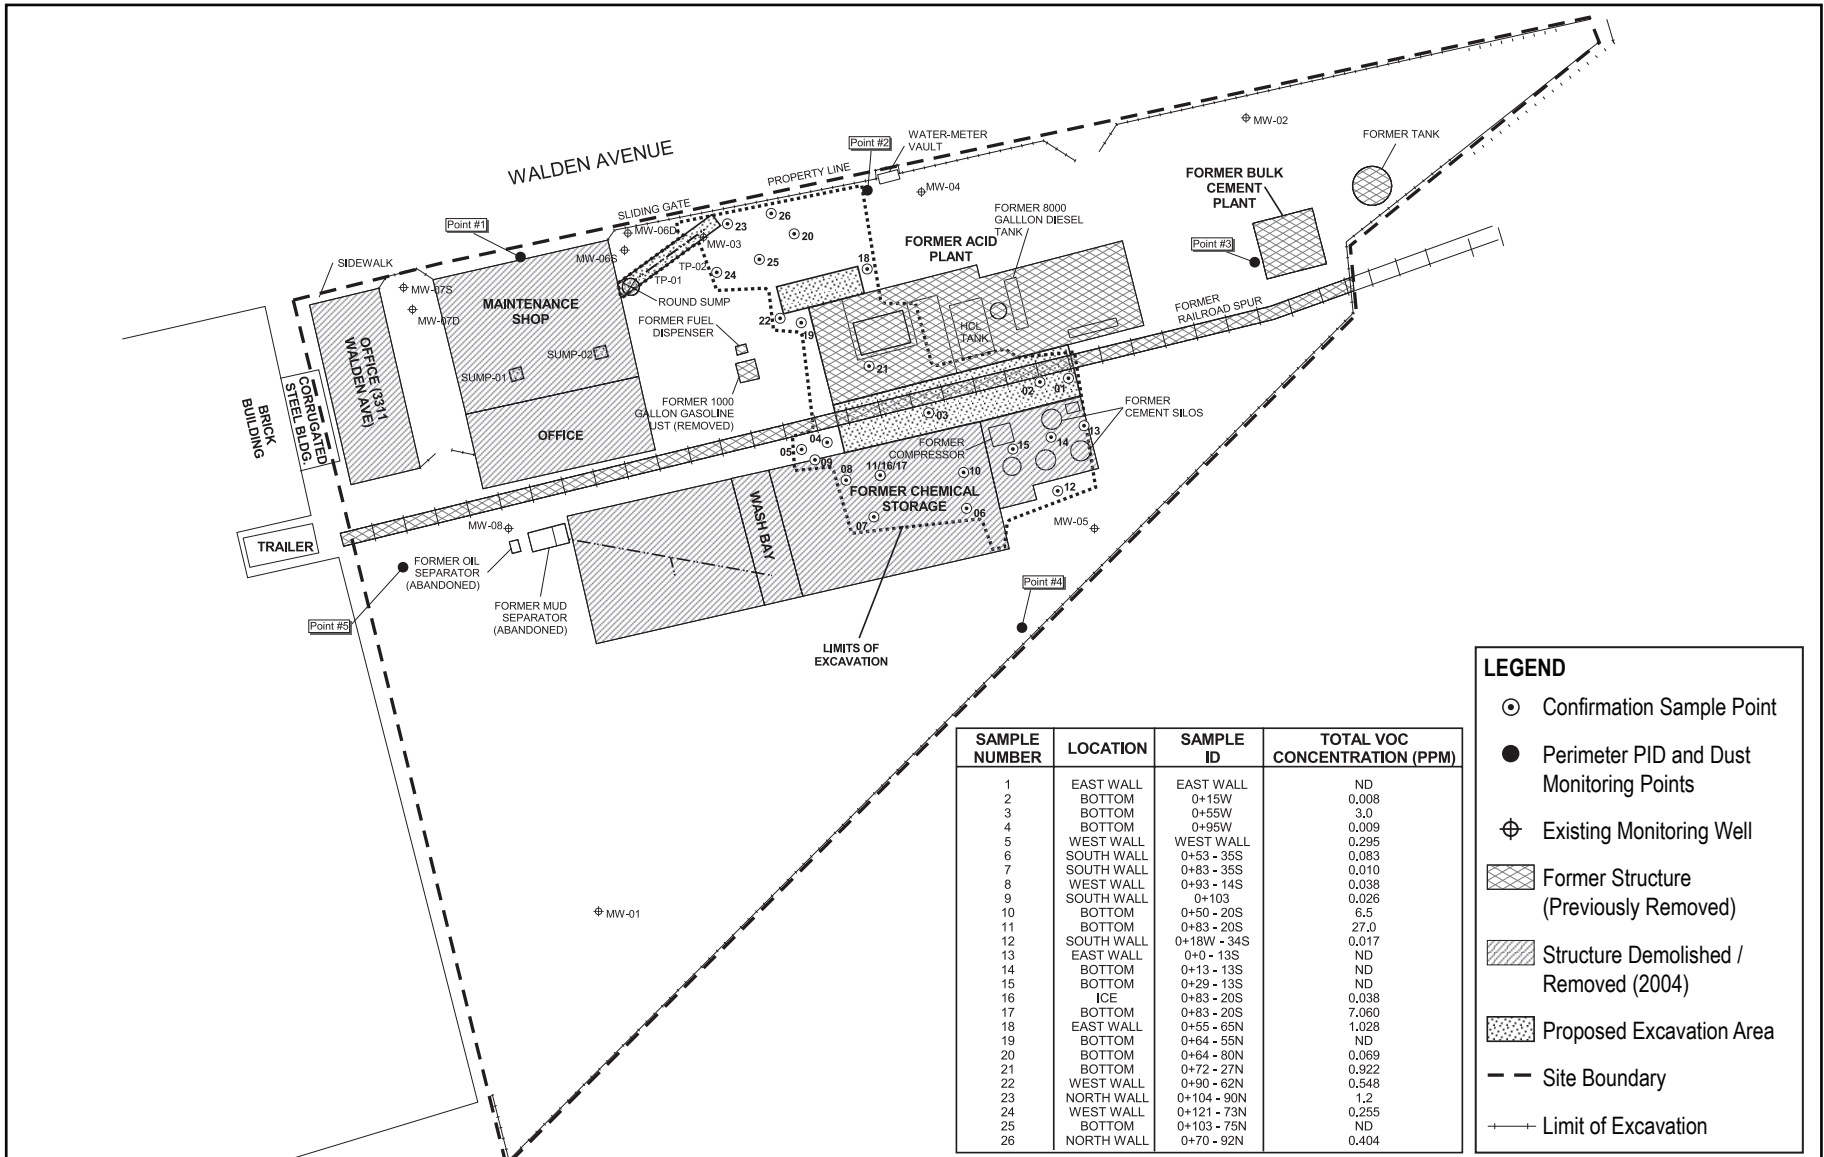 WALDEN AVENUE
Point #2
WATER-METER
VAULT
MW-02
FORMER TANK
PROPERTY LINE
MW-04
FORMER BULK
CEMENT
PLANT
SLIDING GATE
Point #1
26
23
20
MW-06D
MW-03
FORMER 8000
GALLLON DIESEL
TANK
FORMER ACID
PLANT
Point #3
SIDEWALK
MW-06S
TP-02
25
24
18
TP-01
MW-07S
MAINTENANCE
SHOP
ROUND SUMP
MW-07D
FORMER FUEL
DISPENSER
22
19
HCL
TANK
FORMER
RAILROAD SPUR
SUMP-02
SUMP-01
21
OFFICE (3311
WALDEN AVE)
CORRUGATED
STEEL BLDG.
BRICK
BUILDING
02
01
FORMER 1000
GALLON GASOLINE
UST (REMOVED)
03
FORMER
CEMENT SILOS
OFFICE
04
05
09
13
14
15
FORMER
COMPRESSOR
08
11/16/17
10
12
FORMER CHEMICAL
STORAGE
07
06
MW-05
WASH BAY
MW-08
TRAILER
FORMER OIL
SEPARATOR
(ABANDONED)
FORMER MUD
SEPARATOR
(ABANDONED)
Point #4
Point #5
LIMITS OF
EXCAVATION
MW-01
SAMPLE
NUMBER
LOCATION
SAMPLE
ID
TOTAL VOC
CONCENTRATION (PPM)
1 EAST WALL EAST WALL ND
2 BOTTOM 0+15W 0.008
3 BOTTOM 0+55W 3.0
4 BOTTOM 0+95W 0.009
5 WEST WALL WEST WALL 0.295
6 SOUTH WALL 0+53 - 35S 0.083
7 SOUTH WALL 0+83 - 35S 0.010
8 WEST WALL 0+93 - 14S 0.038
9 SOUTH WALL 0+103 0.026
10 BOTTOM 0+50 - 20S 6.5
11 BOTTOM 0+83 - 20S 27.0
12 SOUTH WALL 0+18W - 34S 0.017
13 EAST WALL 0+0 - 13S ND
14 BOTTOM 0+13 - 13S ND
15 BOTTOM 0+29 - 13S ND
16 ICE 0+83 - 20S 0.038
17 BOTTOM 0+83 - 20S 7.060
18 EAST WALL 0+55 - 65N 1.028
19 BOTTOM 0+64 - 55N ND
20 BOTTOM 0+64 - 80N 0.069
21 BOTTOM 0+72 - 27N 0.922
22 WEST WALL 0+90 - 62N 0.548
23 NORTH WALL 0+104 - 90N 1.2
24 WEST WALL 0+121 - 73N 0.255
25 BOTTOM 0+103 - 75N ND
26 NORTH WALL 0+70 - 92N 0.404
LEGEND
Confirmation Sample Point
Perimeter PID and Dust
Monitoring Points
Existing Monitoring Well
Former Structure
(Previously Removed)
Structure Demolished /
Removed (2004)
Proposed Excavation Area
Site Boundary
Limit of Excavation